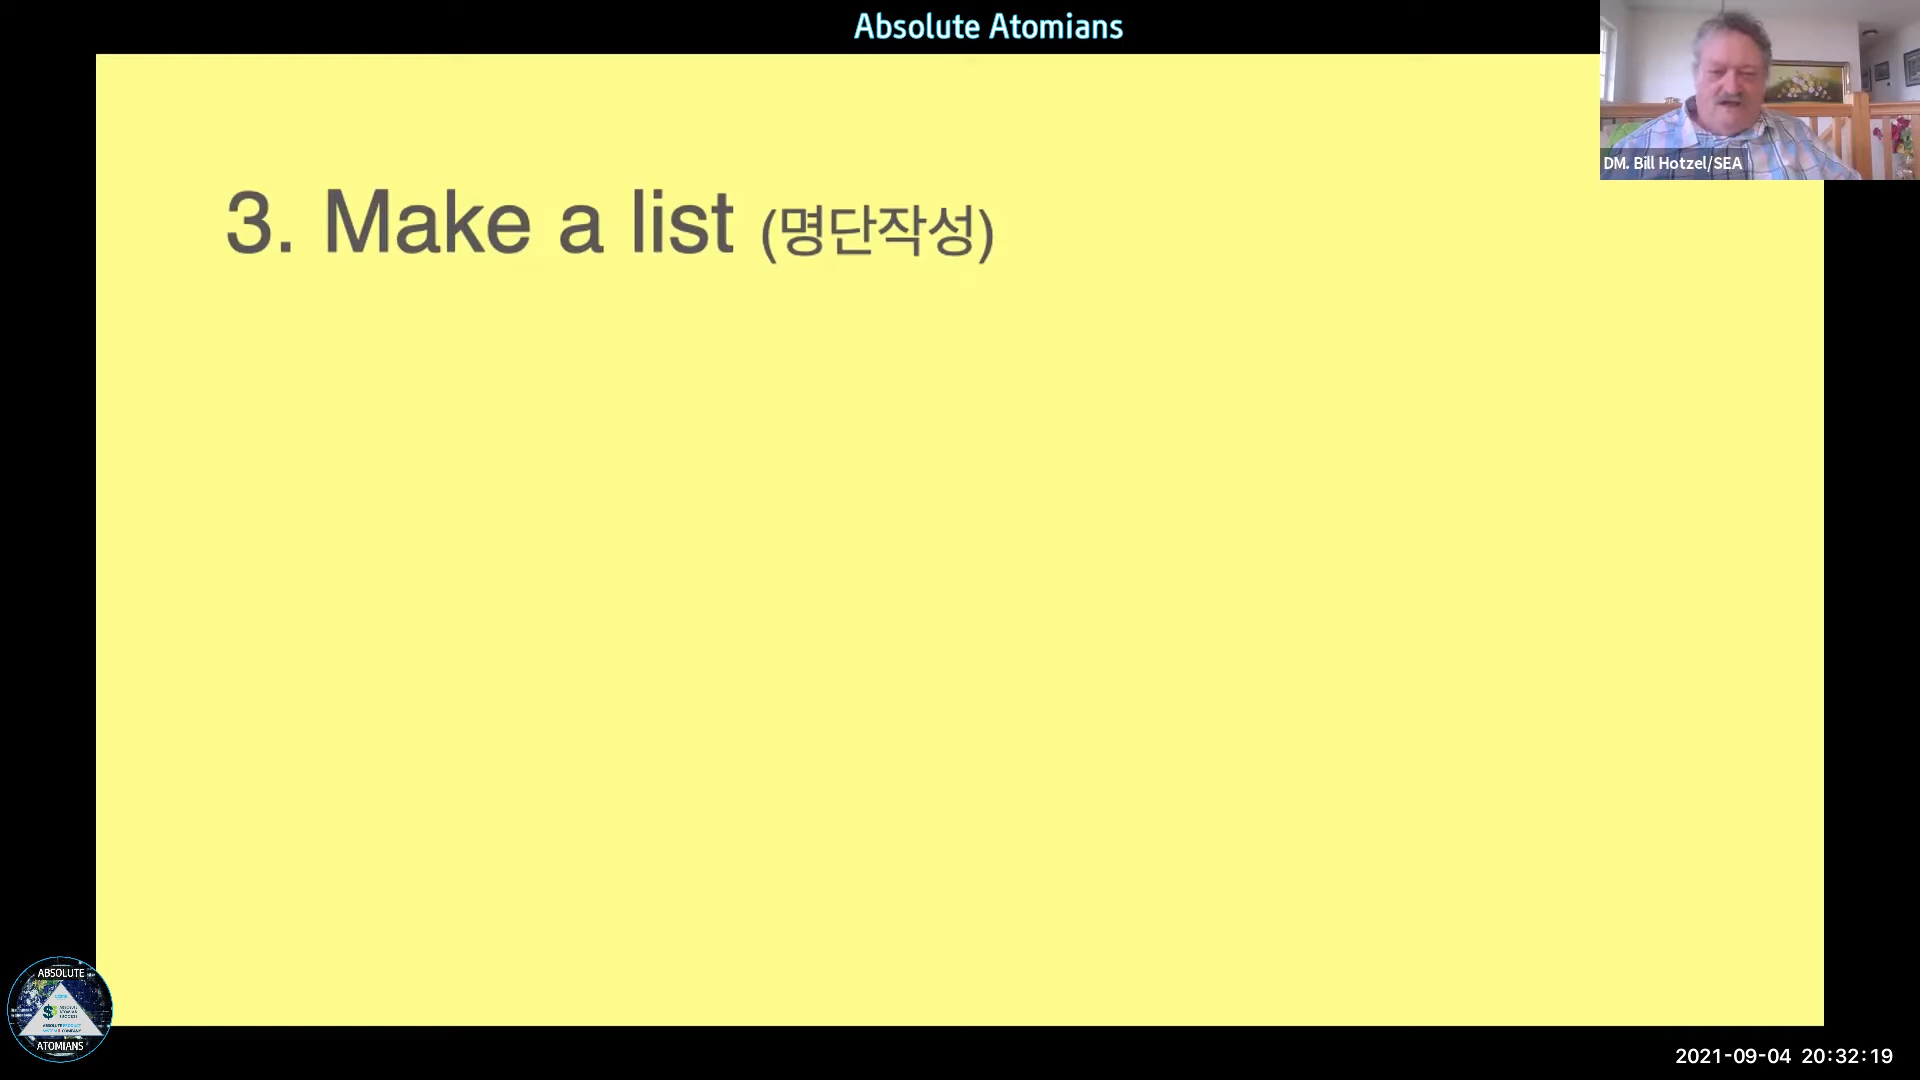 Absolute Atomians
DM. Bill Hotzel/SEA
3. Make a list (명단작성)
ABSOLUTE
ATOMIANS
2021-09-04 20:32:19